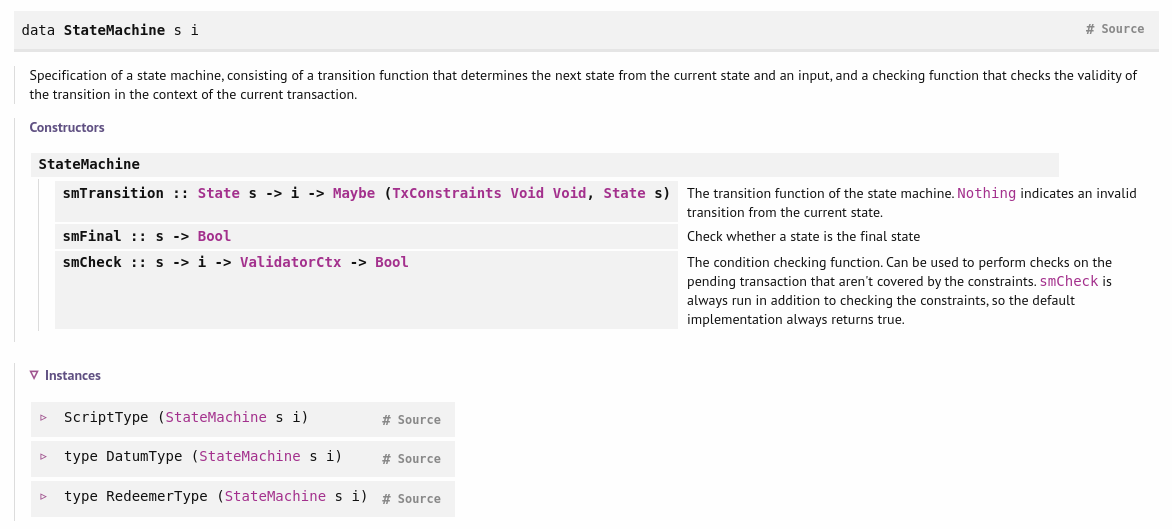 data StateMachine s i # Source
Specification of a state machine, consisting of a transition function that determines the next state from the current state and an input, and a checking function that checks the validity of
the transition in the context of the current transaction.
Constructors
StateMachine
smTransition :: State s -> i -> Maybe (TxConstraints Void Void, State s) The transition function of the state machine. Nothing indicates an invalid
transition from the current state.
smFinal :: s -> Bool Check whether a state is the final state
smCheck :: s -> i -> ValidatorCtx -> Bool The condition checking function. Can be used to perform checks on the
pending transaction that aren't covered by the constraints. smCheck is
always run in addition to checking the constraints, so the default
implementation always returns true.
▽ Instances
▷ ScriptType (StateMachine s i) # Source
▷ type DatumType (StateMachine s i) # Source
▷ type RedeemerType (StateMachine s i) # Source